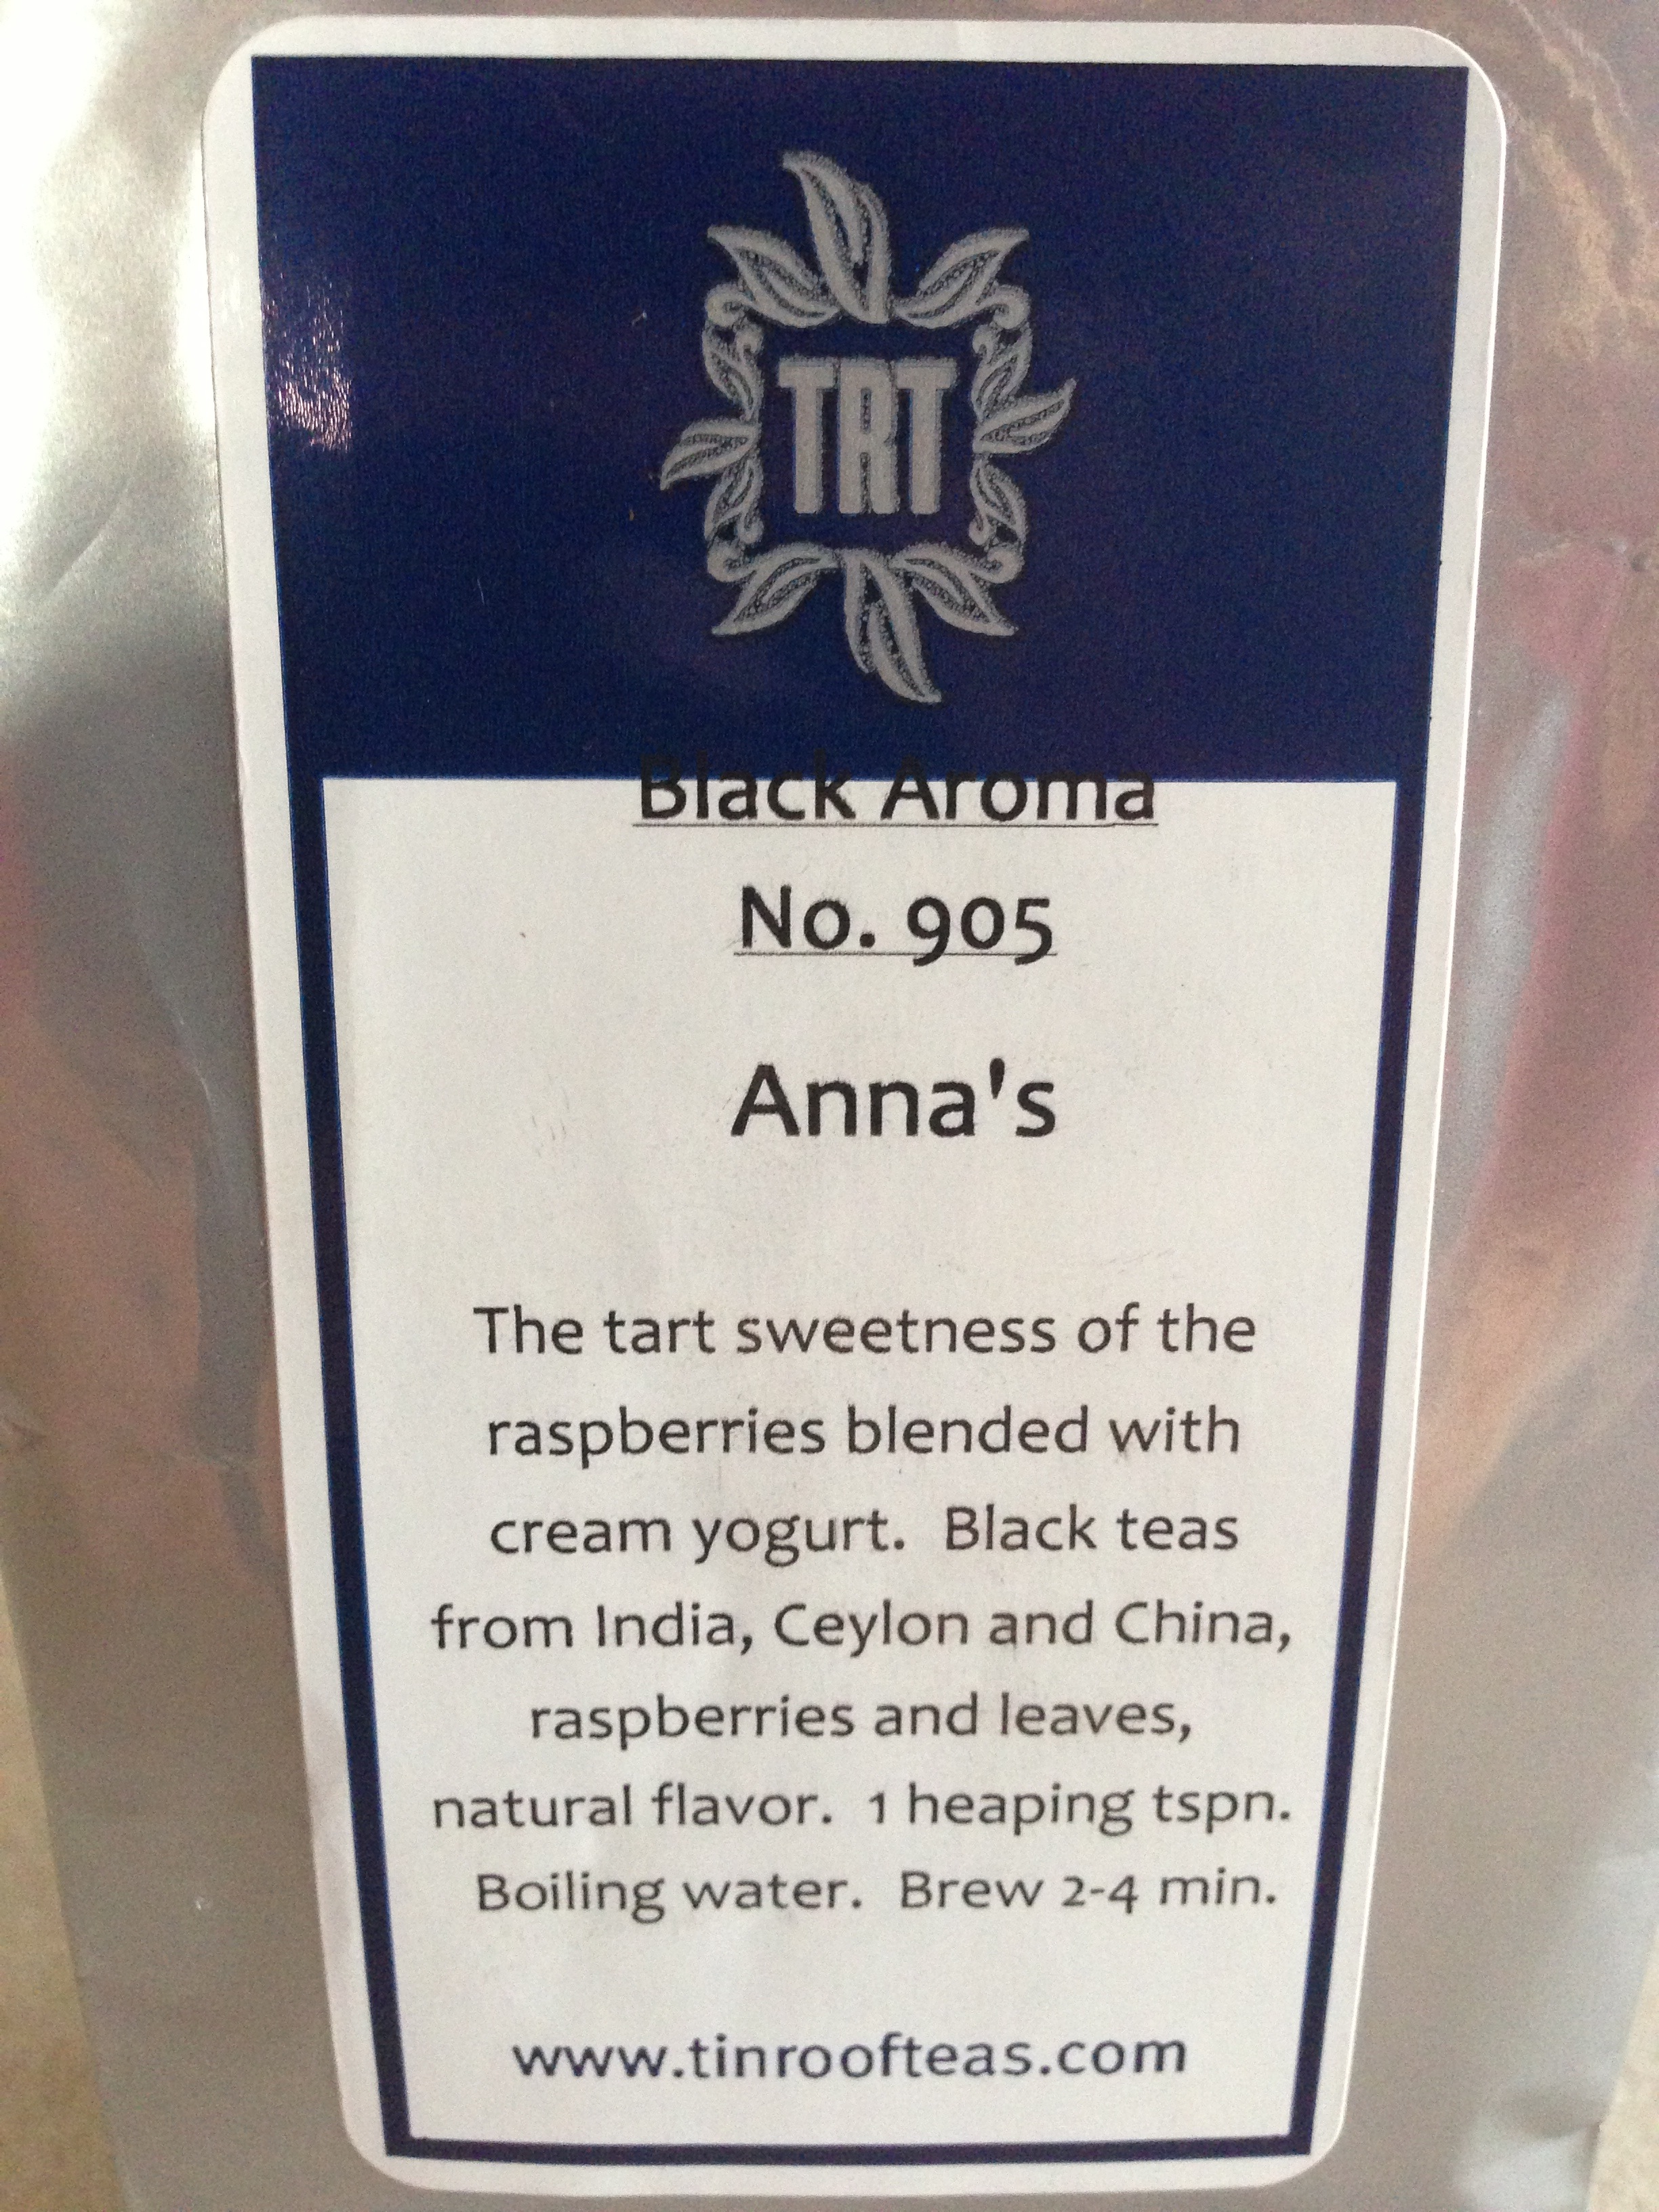 TRT
Black Aroma
No. 905
Anna's
The tart sweetness of the
raspberries blended with
cream yogurt.  Black teas
from India, Ceylon and China,
raspberries and leaves,
natural flavor.  1 heaping tspn.
Boiling water.  Brew 2-4 min.
www.tinroofteas.com